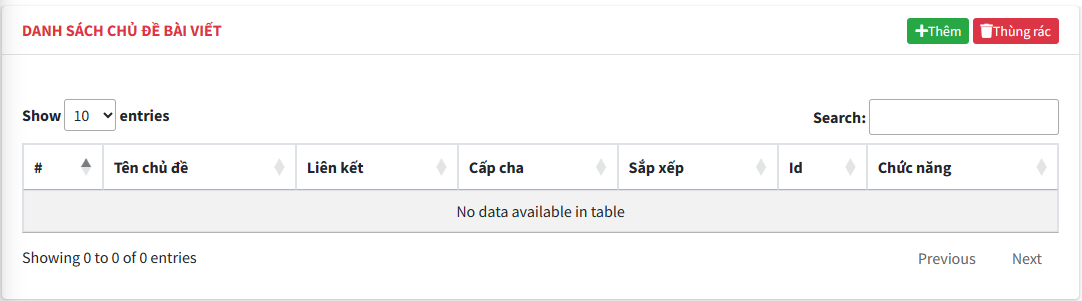 DANH SÁCH CHỦ ĐỀ BÀI VIẾT Thêm Thùng rác
Show 10 entries Search:
# Tên chủ đề Liên kết Cấp cha Sắp xếp Id Chức năng
No data available in table
Showing 0 to 0 of 0 entries Previous Next